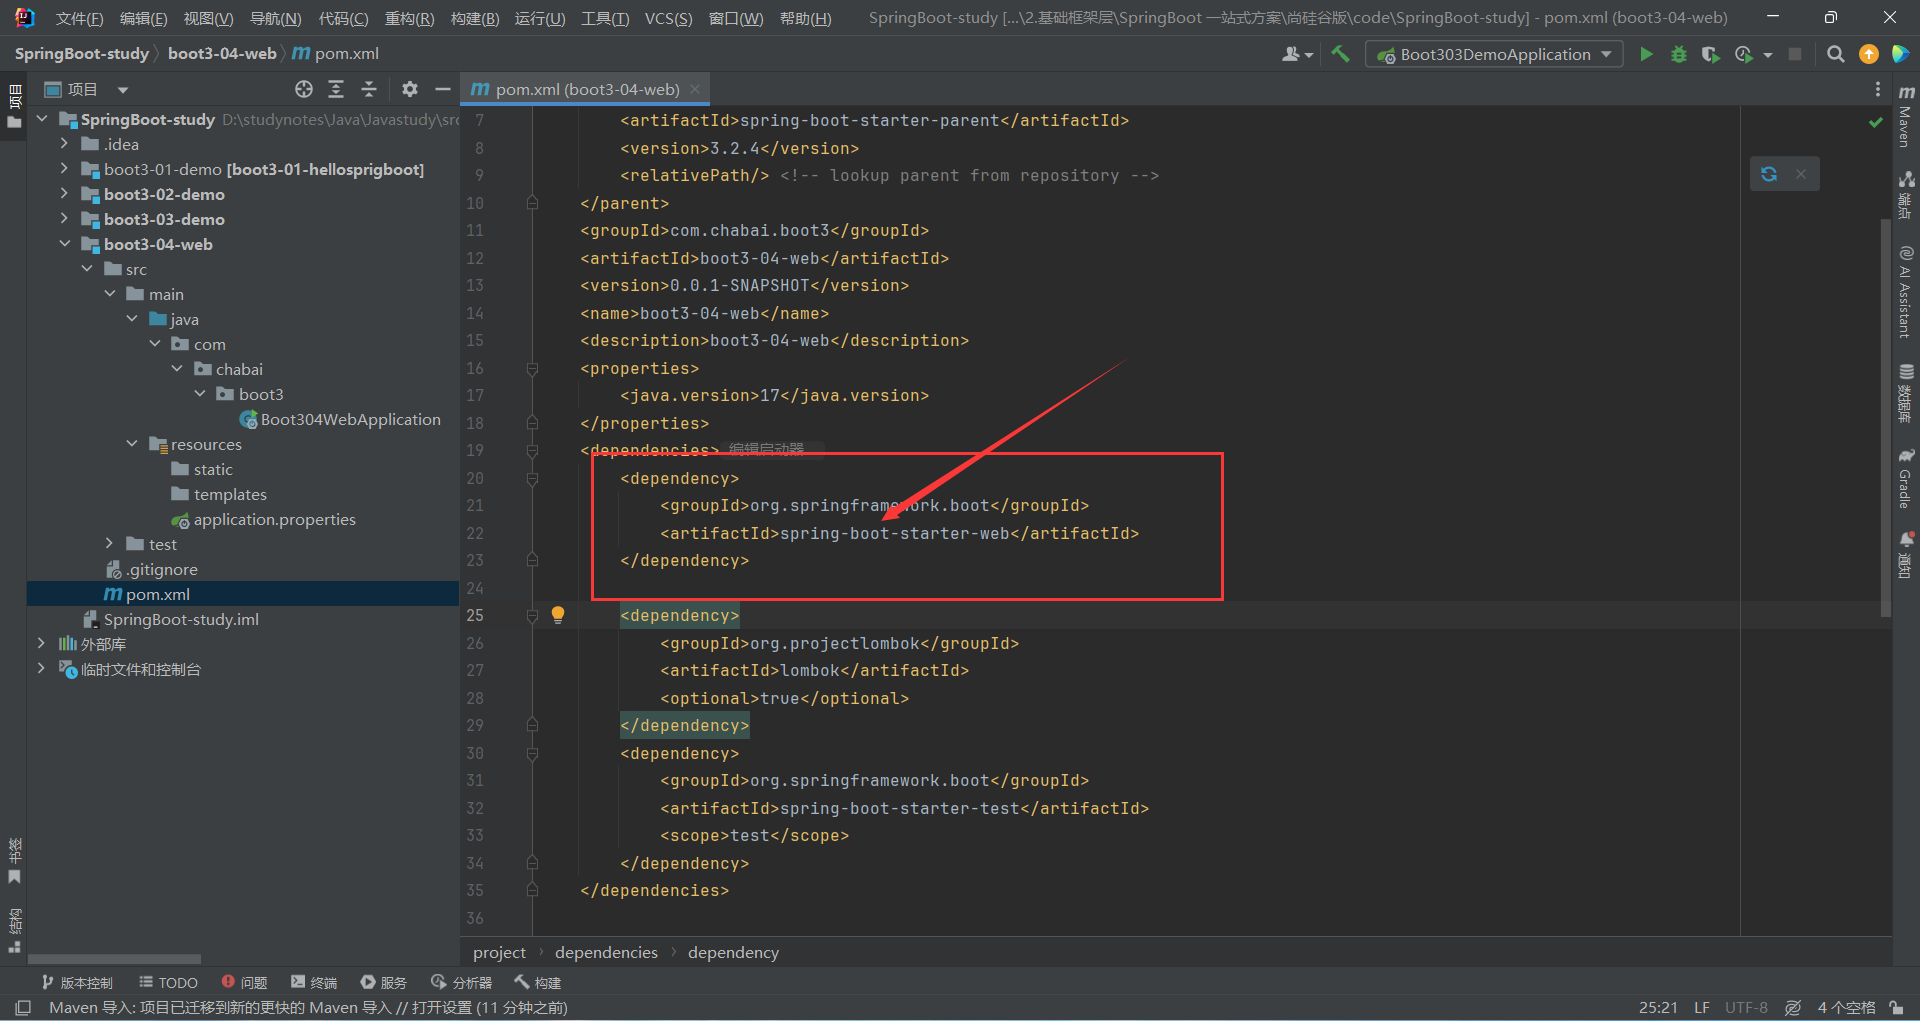 文件(F) 编辑(E) 视图(V) 导航(N) 代码(C) 重构(R) 构建(B) 运行(U) 工具(T) VCS(S) 窗口(W) 帮助(H) SpringBoot-study [...\2.基础框架层\SpringBoot 一站式方案\尚硅谷版\code\SpringBoot-study] - pom.xml (boot3-04-web)
SpringBoot-study boot3-04-web m pom.xml Boot303DemoApplication
项目
项目
m pom.xml (boot3-04-web)
SpringBoot-study D:\studynotes\Java\Javastudy\src
.idea
boot3-01-demo [boot3-01-hellosprigboot]
boot3-02-demo
boot3-03-demo
boot3-04-web
src
main
java
com
chabai
boot3
Boot304WebApplication
resources
static
templates
application.properties
test
.gitignore
m pom.xml
SpringBoot-study.iml
外部库
临时文件和控制台
7 <artifactId>spring-boot-starter-parent</artifactId>
8 <version>3.2.4</version>
9 <relativePath/> <!-- lookup parent from repository -->
10 </parent>
11 <groupId>com.chabai.boot3</groupId>
12 <artifactId>boot3-04-web</artifactId>
13 <version>0.0.1-SNAPSHOT</version>
14 <name>boot3-04-web</name>
15 <description>boot3-04-web</description>
16 <properties>
17 <java.version>17</java.version>
18 </properties>
19 <dependencies> 编辑启动器
20 <dependency>
21 <groupId>org.springframework.boot</groupId>
22 <artifactId>spring-boot-starter-web</artifactId>
23 </dependency>
24
25 <dependency>
26 <groupId>org.projectlombok</groupId>
27 <artifactId>lombok</artifactId>
28 <optional>true</optional>
29 </dependency>
30 <dependency>
31 <groupId>org.springframework.boot</groupId>
32 <artifactId>spring-boot-starter-test</artifactId>
33 <scope>test</scope>
34 </dependency>
35 </dependencies>
36
m Maven
端点
AI Assistant
数据库
Gradle
通知
书签
结构
project dependencies dependency
版本控制 TODO 问题 终端 服务 分析器 构建
Maven 导入: 项目已迁移到新的更快的 Maven 导入 // 打开设置 (11 分钟之前) 25:21 LF UTF-8 4 个空格